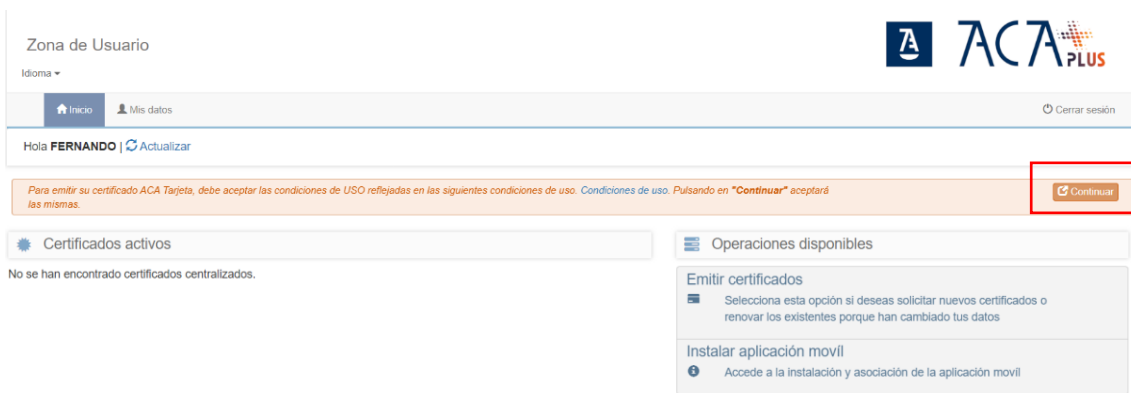 Zona de Usuario
ACA PLUS
Idioma
Inicio
Mis datos
Cerrar sesión
Hola FERNANDO | Actualizar
Para emitir su certificado ACA Tarjeta, debe aceptar las condiciones de USO reflejadas en las siguientes condiciones de uso. Condiciones de uso. Pulsando en "Continuar" aceptará
las mismas.
Continuar
Certificados activos
No se han encontrado certificados centralizados.
Operaciones disponibles
Emitir certificados
Selecciona esta opción si deseas solicitar nuevos certificados o
renovar los existentes porque han cambiado tus datos
Instalar aplicación movíl
Accede a la instalación y asociación de la aplicación movíl